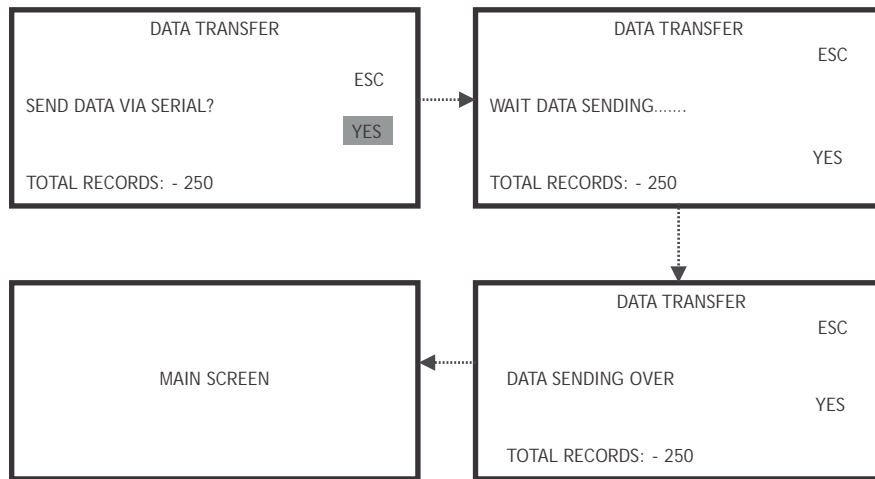 DATA TRANSFER
ESC
SEND DATA VIA SERIAL?
YES
TOTAL RECORDS: - 250
DATA TRANSFER
ESC
WAIT DATA SENDING.......
YES
TOTAL RECORDS: - 250
DATA TRANSFER
ESC
DATA SENDING OVER
YES
TOTAL RECORDS: - 250
MAIN SCREEN